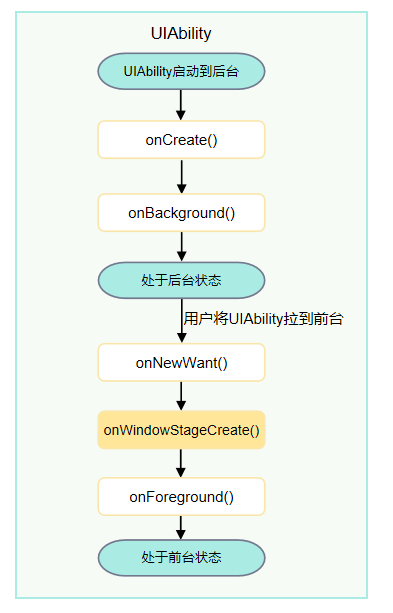 UIAbility
UIAbility启动到后台
onCreate()
onBackground()
处于后台状态
用户将UIAbility拉到前台
onNewWant()
onWindowStageCreate()
onForeground()
处于前台状态